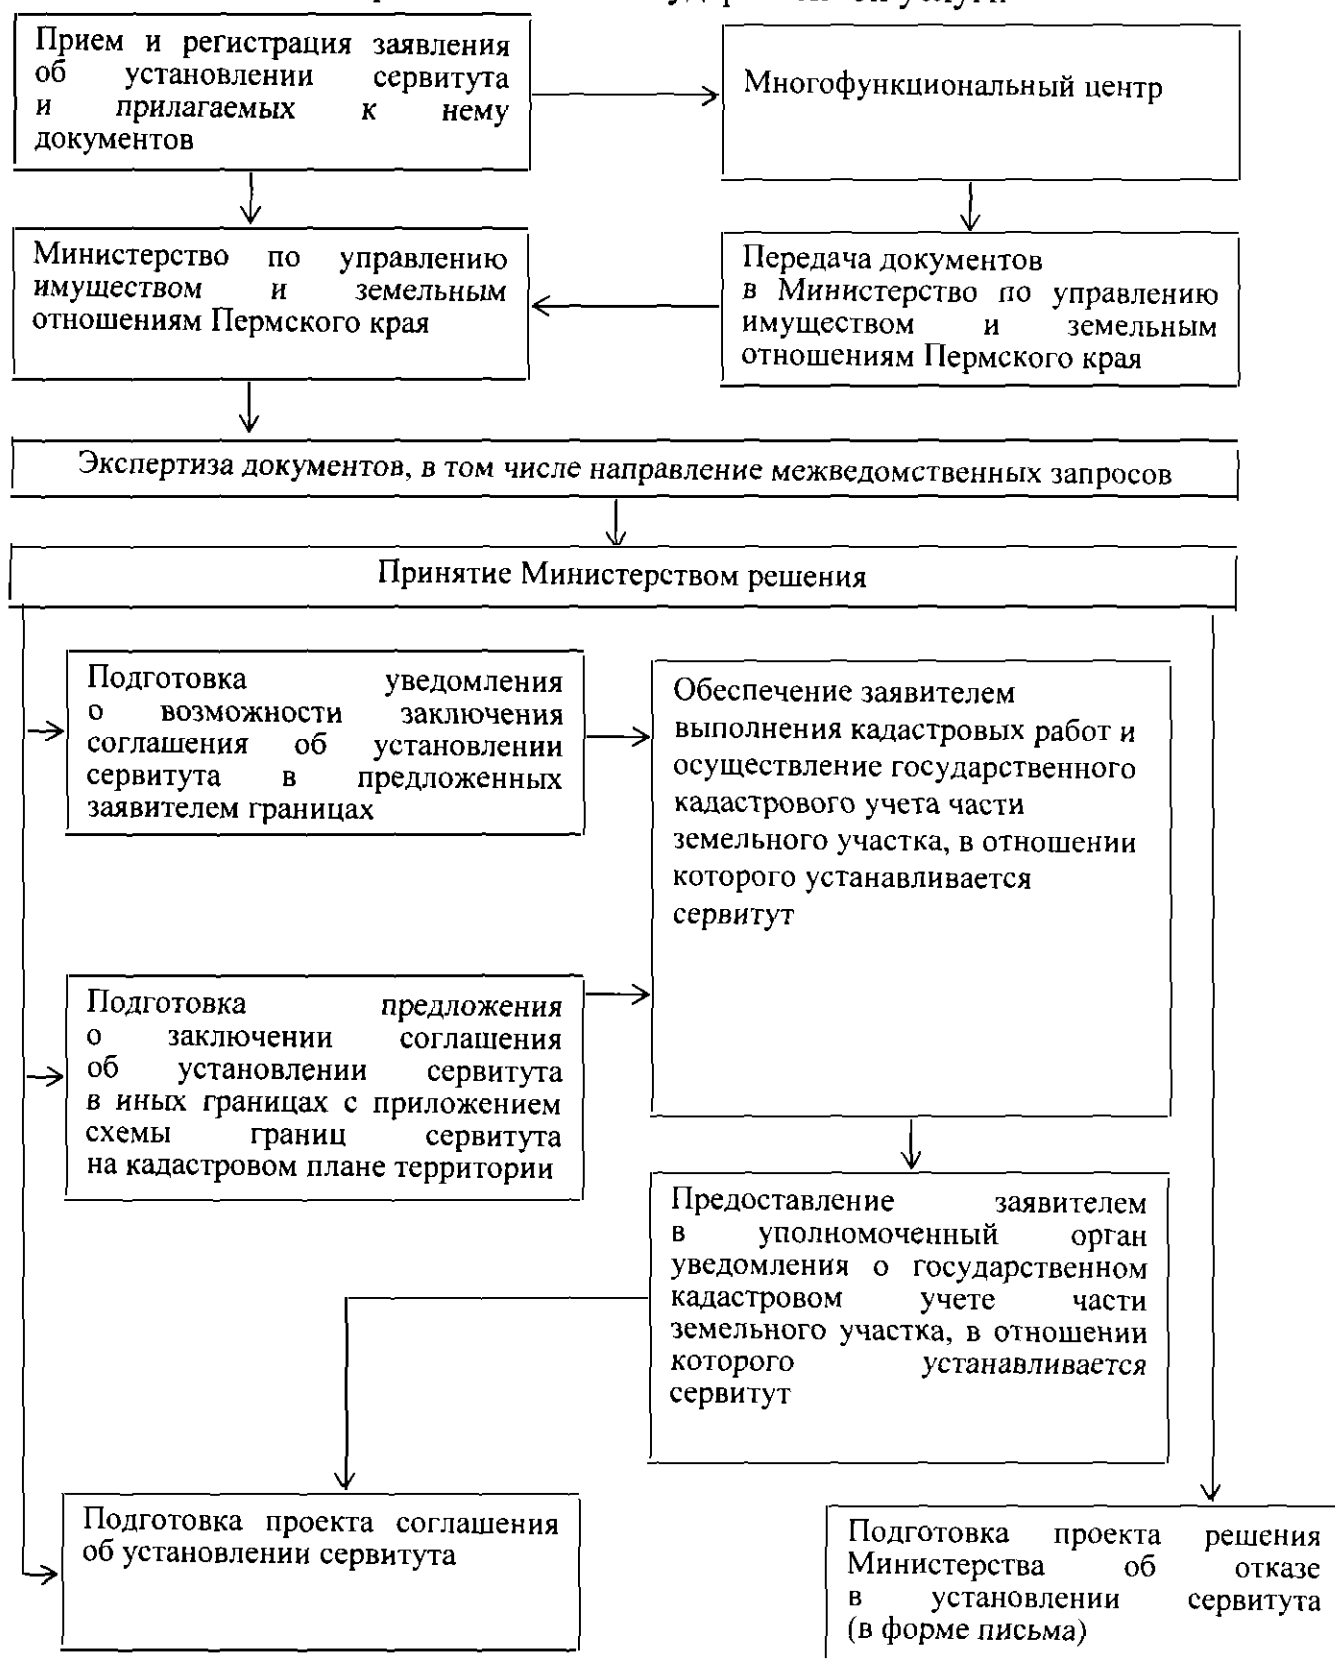 услуги
Прием и регистрация заявления
об установлении сервитута
и прилагаемых к нему
документов
Многофункциональный центр
Министерство по управлению
имуществом и земельным
отношениям Пермского края
Передача документов
в Министерство по управлению
имуществом и земельным
отношениям Пермского края
Экспертиза документов, в том числе направление межведомственных запросов
Принятие Министерством решения
Подготовка уведомления
о возможности заключения
соглашения об установлении
сервитута в предложенных
заявителем границах
Обеспечение заявителем
выполнения кадастровых работ и
осуществление государственного
кадастрового учета части
земельного участка, в отношении
которого устанавливается
сервитут
Подготовка предложения
о заключении соглашения
об установлении сервитута
в иных границах с приложением
схемы границ сервитута
на кадастровом плане территории
Предоставление заявителем
в уполномоченный орган
уведомления о государственном
кадастровом учете части
земельного участка, в отношении
которого устанавливается
сервитут
Подготовка проекта соглашения
об установлении сервитута
Подготовка проекта решения
Министерства об отказе
в установлении сервитута
(в форме письма)